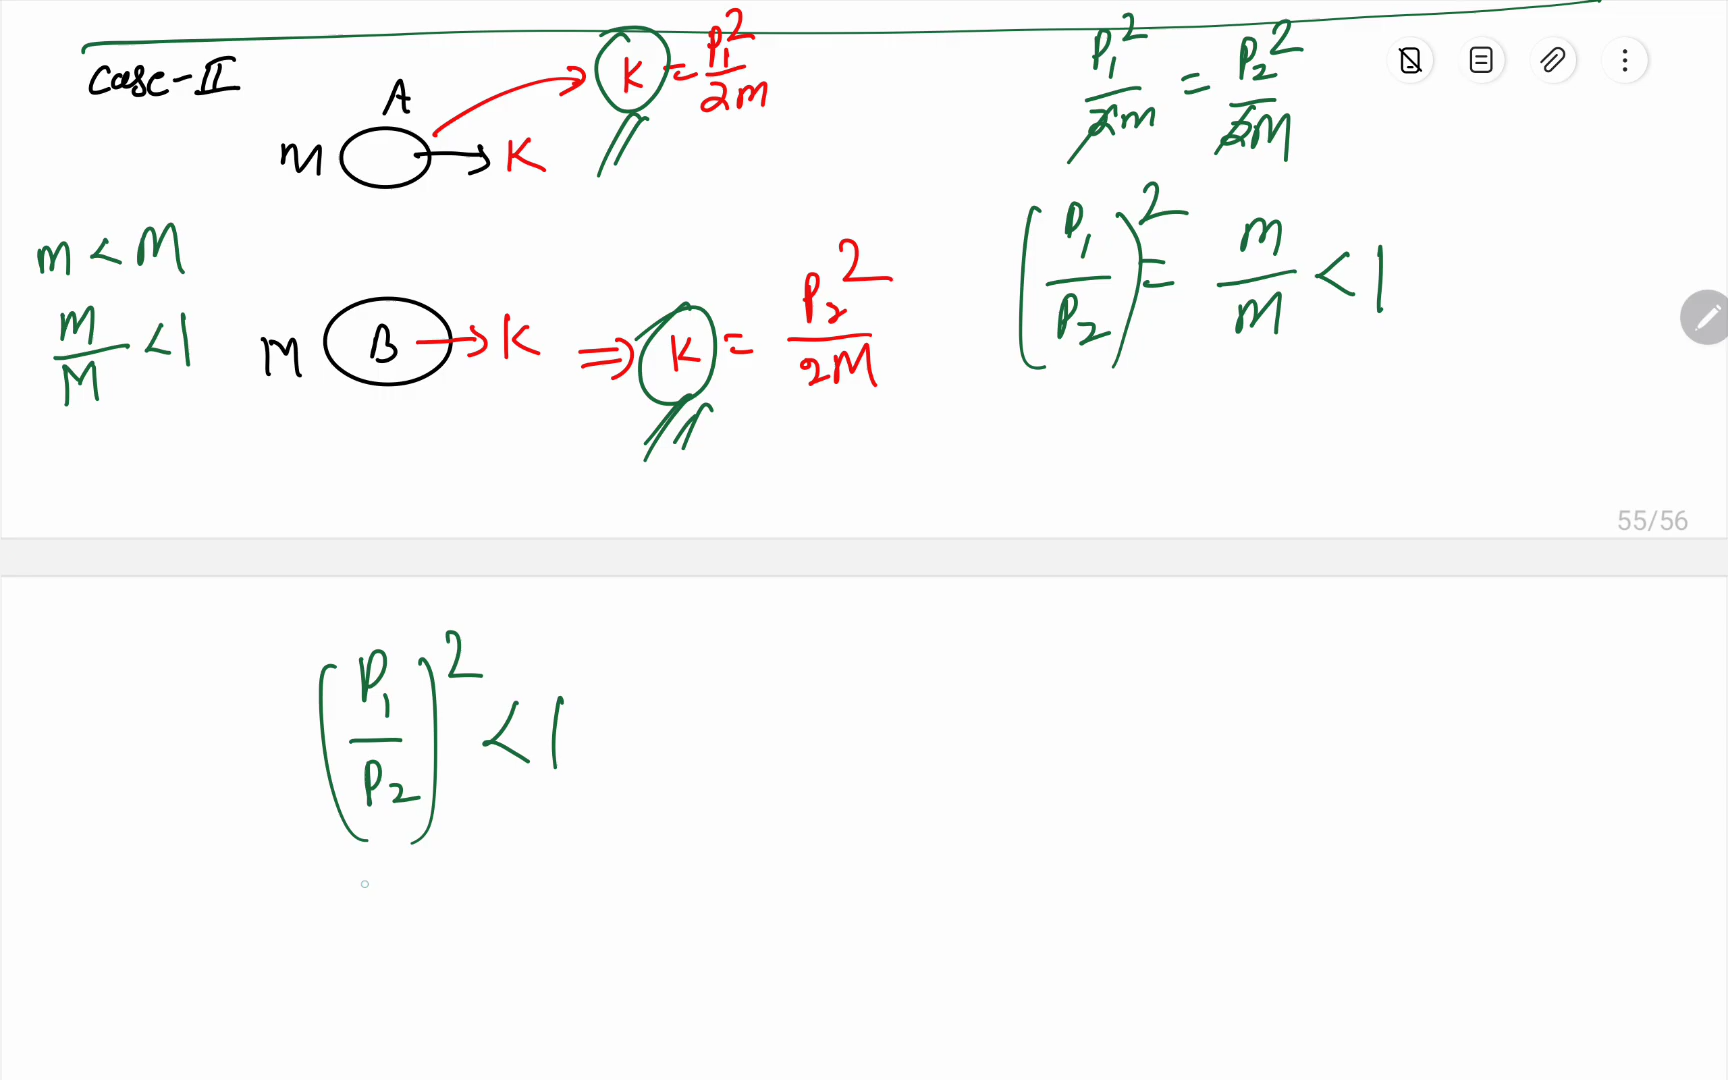 Case-II
A
m → K
K = P₁²/2m
P₁²/2m = P₂²/2M
m < M
m/M < 1
M B → K ⇒ K = P₂²/2M
(P₁/P₂)² = m/M < 1
55/56
(P₁/P₂)² < 1